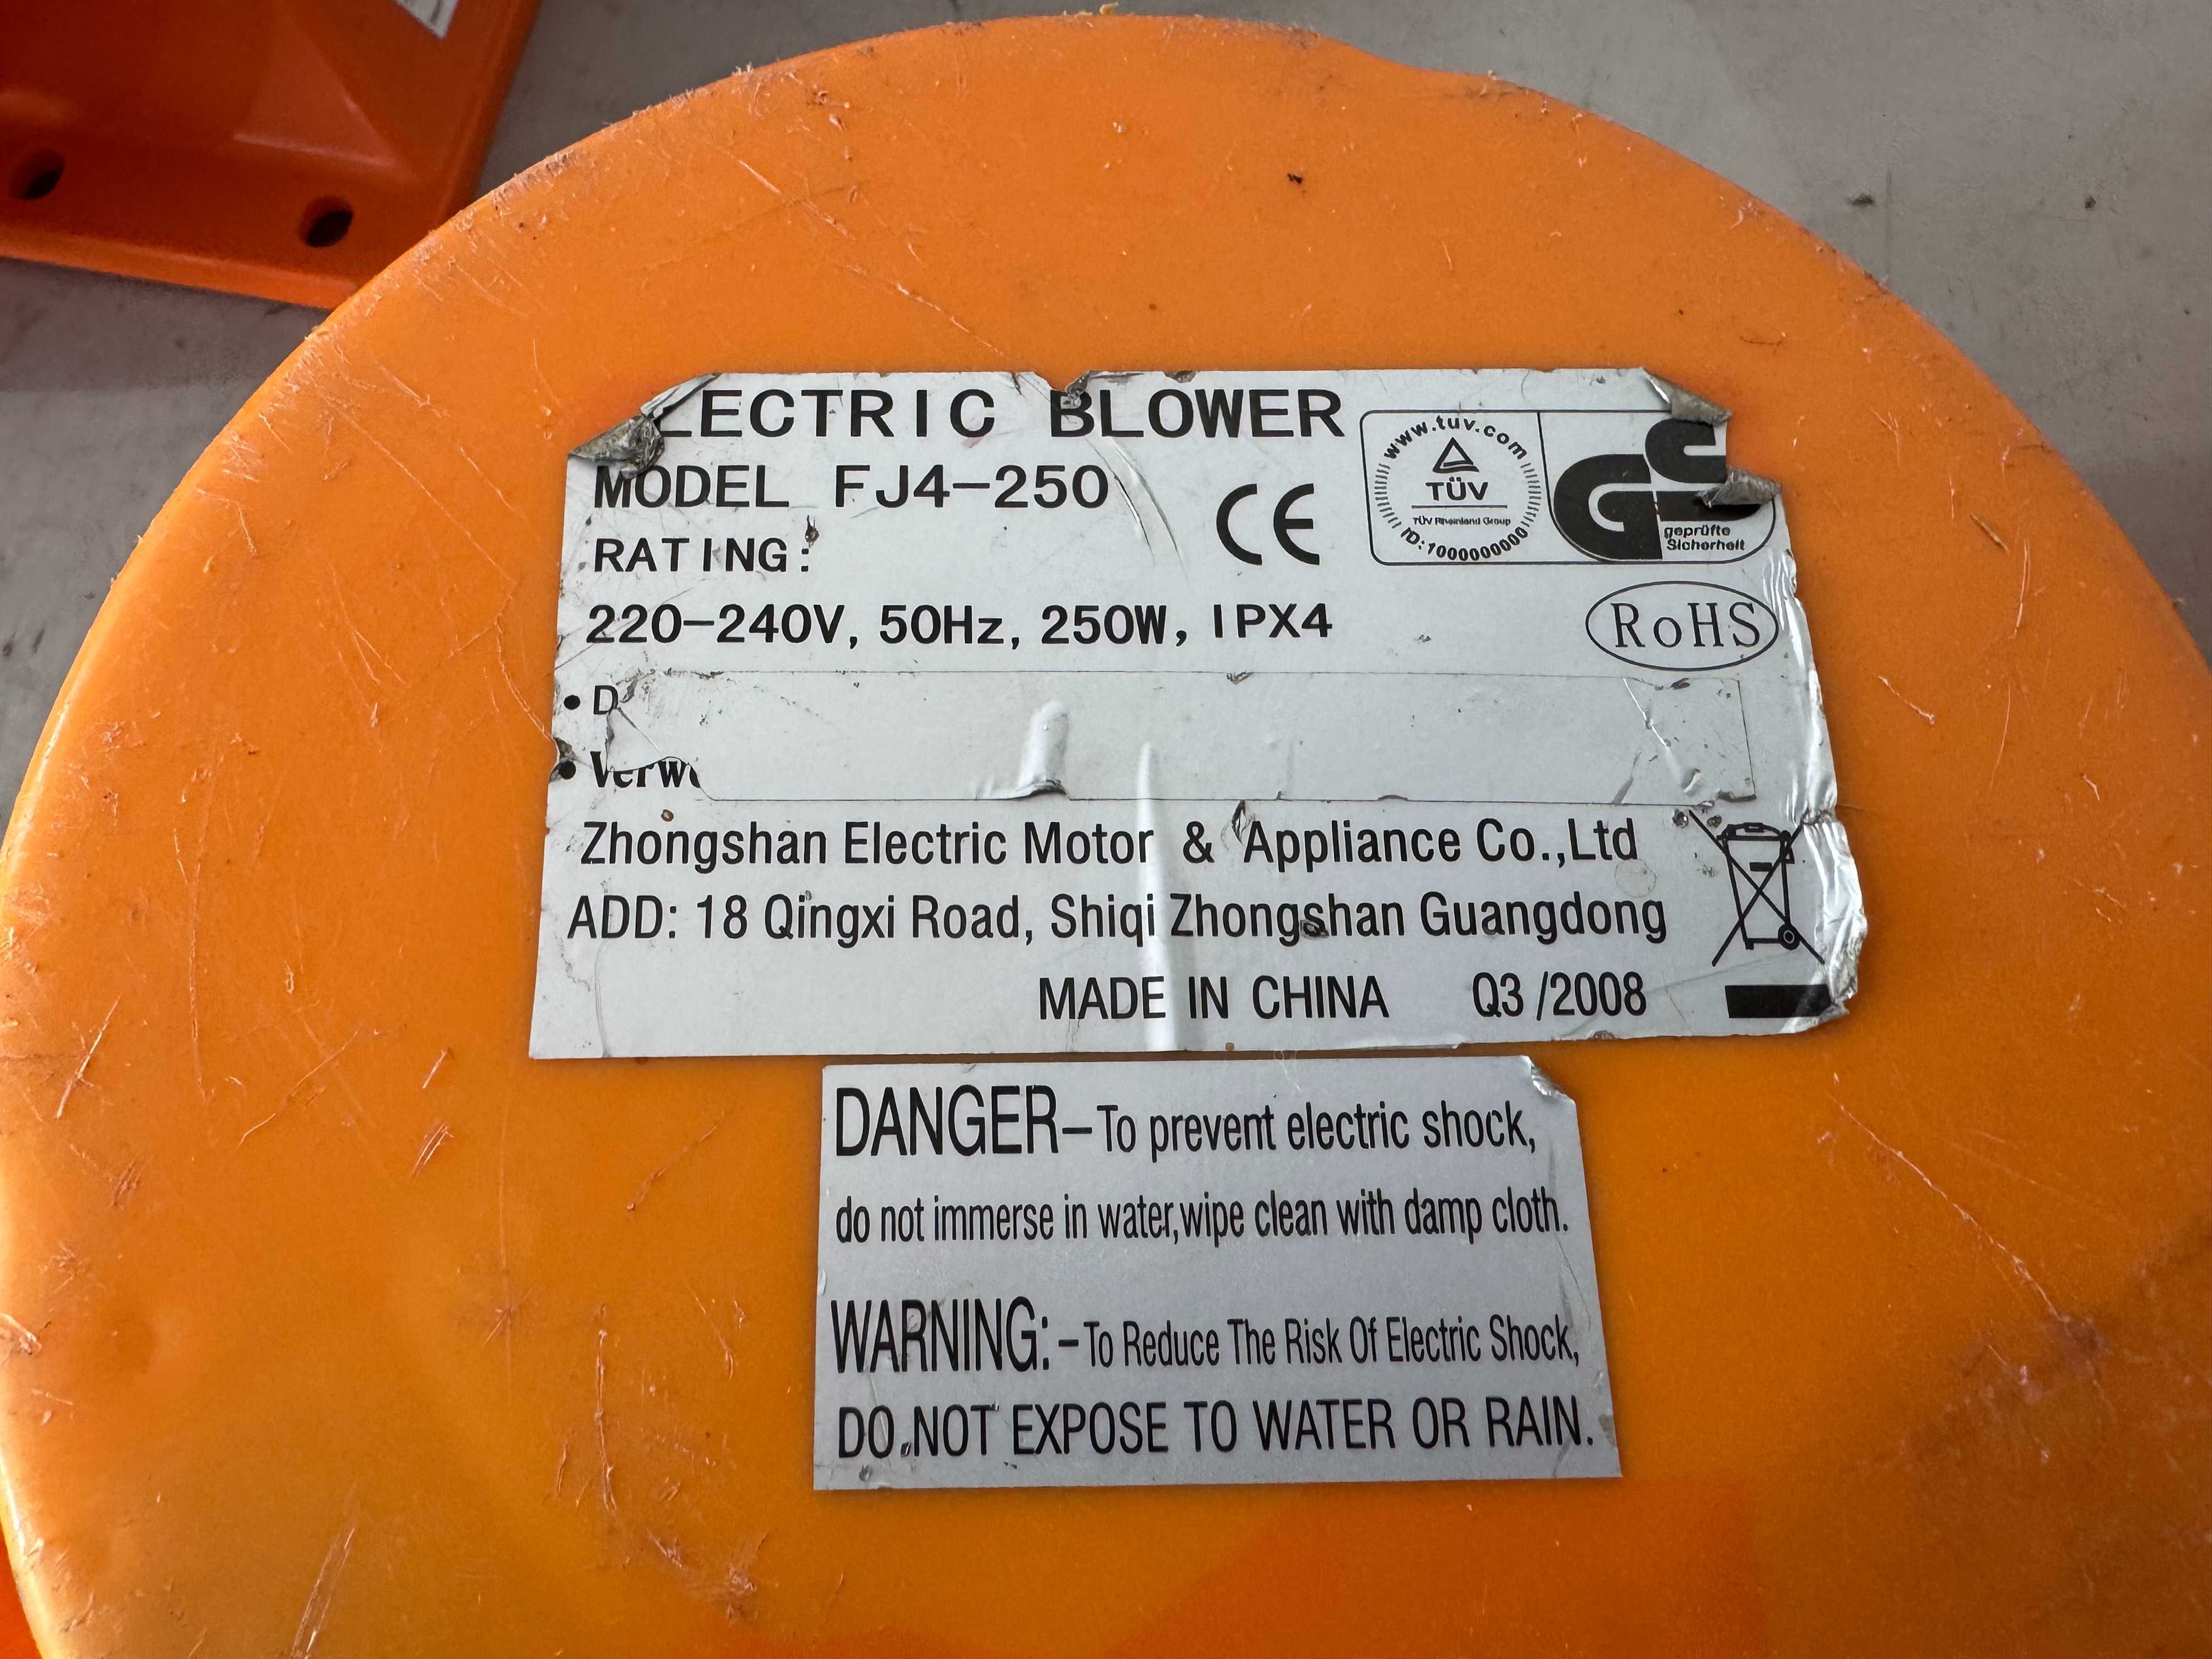 LECTRIC BLOWER
MODEL FJ4-250
RATING:
220-240V, 50Hz, 250W, IPX4
CE
www.tuv.com
TÜV
TÜV Rheinland Group
ID:1000000000
GS
geprüfte
Sicherheit
RoHS
• D
•
Zhongshan Electric Motor & Appliance Co.,Ltd
ADD: 18 Qingxi Road, Shiqi Zhongshan Guangdong
MADE IN CHINA Q3 /2008
DANGER-To prevent electric shock,
do not immerse in water,wipe clean with damp cloth.
WARNING:-To Reduce The Risk Of Electric Shock,
DO NOT EXPOSE TO WATER OR RAIN.